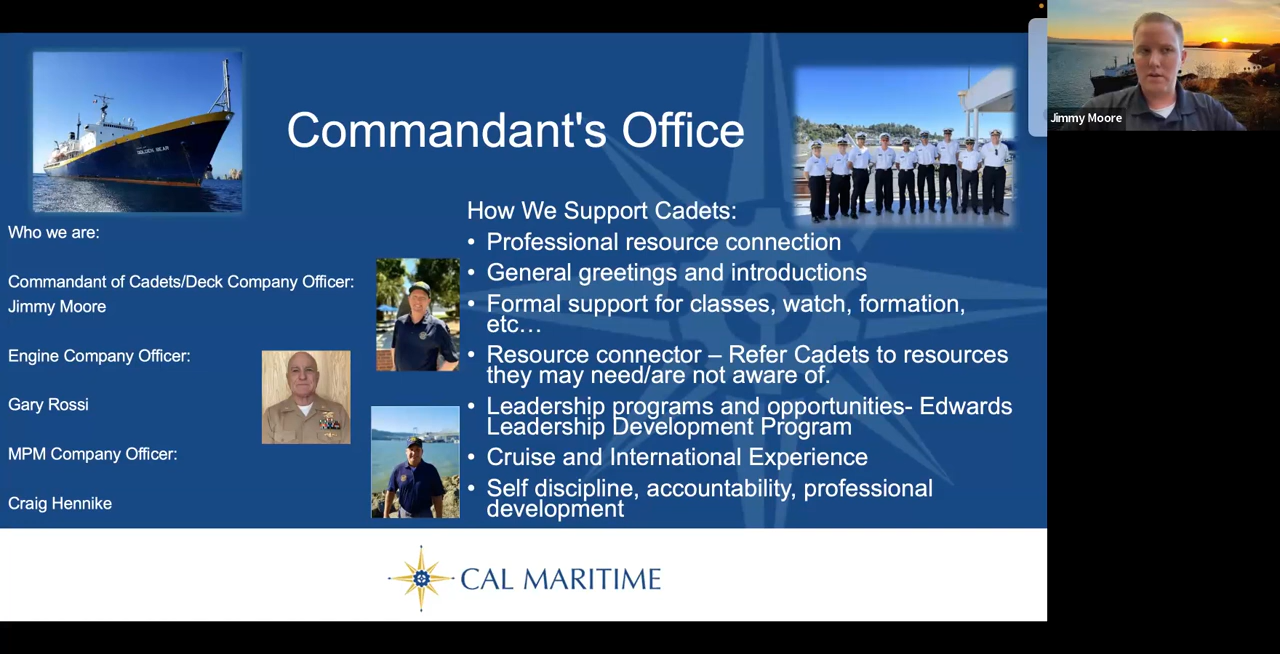 Commandant's Office
GOLDEN BEAR
Who we are:
Commandant of Cadets/Deck Company Officer:
Jimmy Moore
Engine Company Officer:
Gary Rossi
MPM Company Officer:
Craig Hennike
How We Support Cadets:
• Professional resource connection
• General greetings and introductions
• Formal support for classes, watch, formation,
etc…
• Resource connector – Refer Cadets to resources
they may need/are not aware of.
• Leadership programs and opportunities- Edwards
Leadership Development Program
• Cruise and International Experience
• Self discipline, accountability, professional
development
CAL MARITIME
Jimmy Moore